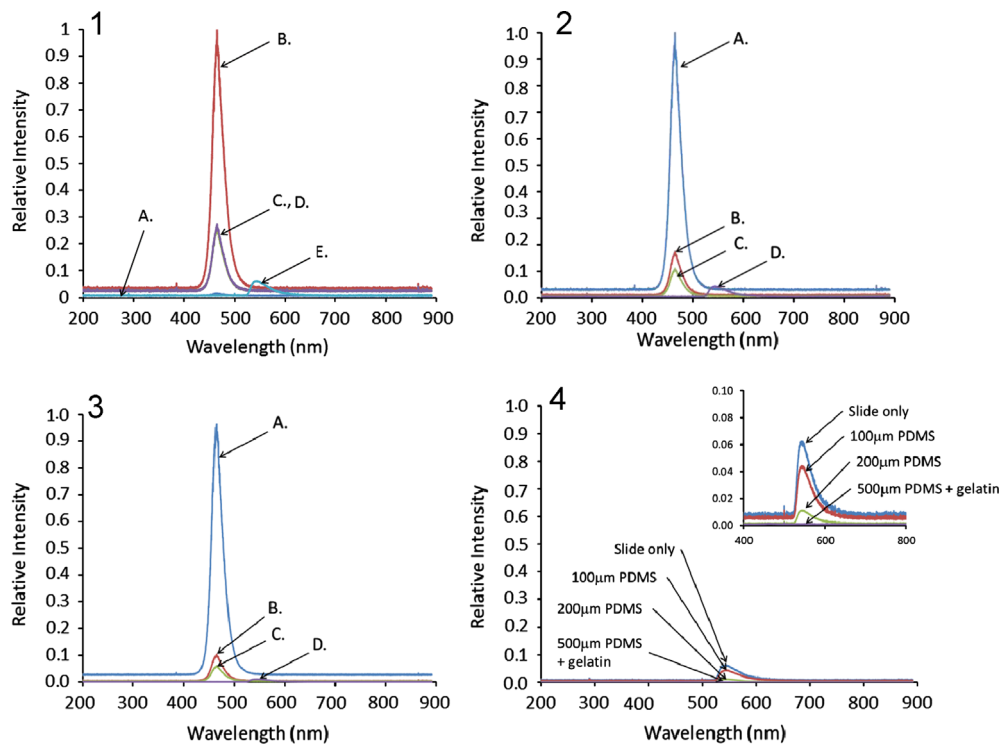 1
1
0.9
0.8
0.7
0.6
0.5
0.4
0.3
0.2
0.1
0
200 300 400 500 600 700 800 900
Relative Intensity
Wavelength (nm)
A.
B.
C., D.
E.
2
1.0
0.9
0.8
0.7
0.6
0.5
0.4
0.3
0.2
0.1
0.0
200 300 400 500 600 700 800 900
Relative Intensity
Wavelength (nm)
A.
B.
C.
D.
3
1.0
0.9
0.8
0.7
0.6
0.5
0.4
0.3
0.2
0.1
0.0
200 300 400 500 600 700 800 900
Relative Intensity
Wavelength (nm)
A.
B.
C.
D.
4
1.0
0.9
0.8
0.7
0.6
0.5
0.4
0.3
0.2
0.1
0.0
200 300 400 500 600 700 800 900
Relative Intensity
Wavelength (nm)
Slide only
100μm PDMS
200μm PDMS
500μm PDMS
+ gelatin
0.10
0.08
0.06
0.04
0.02
0.00
400 600 800
Slide only
100μm PDMS
200μm PDMS
500μm PDMS + gelatin